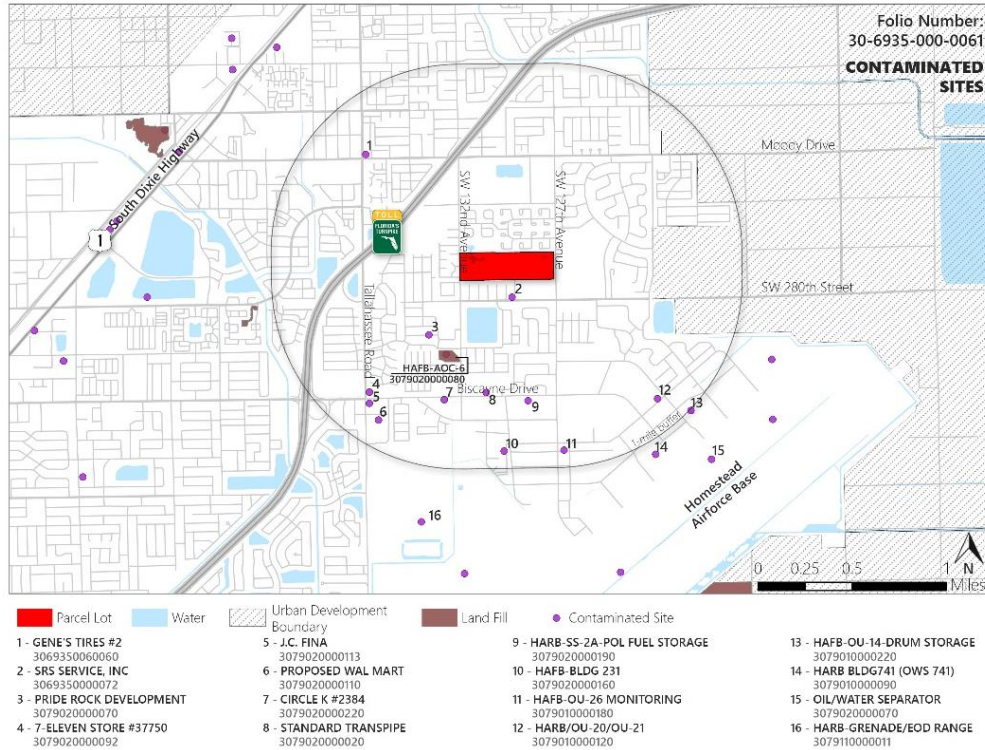 Folio Number:
30-6935-000-0061
CONTAMINATED
SITES
Moody Drive
South Dixie Highway
1
1
TOLL
FLORIDA'S
TURNPIKE
SW 132nd Avenue
SW 127th Avenue
SW 280th Street
2
Tallahassee Road
3
HAFB-AOC-6
3079020000080
Biscayne Drive
4
5
6
7
8
9
10
11
12
13
14
15
16
1-mile buffer
Homestead
Airforce Base
N
0 0.25 0.5 1
Miles
Parcel Lot
Water
Urban Development
Boundary
Land Fill
Contaminated Site
1 - GENE'S TIRES #2
3069350060060
2 - SRS SERVICE, INC
3069350000072
3 - PRIDE ROCK DEVELOPMENT
3079020000070
4 - 7-ELEVEN STORE #37750
3079020000092
5 - J.C. FINA
3079020000113
6 - PROPOSED WAL MART
3079020000110
7 - CIRCLE K #2384
3079020000220
8 - STANDARD TRANSPIPE
3079020000020
9 - HARB-SS-2A-POL FUEL STORAGE
3079020000190
10 - HAFB-BLDG 231
3079020000160
11 - HAFB-OU-26 MONITORING
3079010000180
12 - HARB/OU-20/OU-21
3079010000120
13 - HAFB-OU-14-DRUM STORAGE
3079010000220
14 - HARB BLDG741 (OWS 741)
3079010000090
15 - OIL/WATER SEPARATOR
3079020000070
16 - HARB-GRENADE/EOD RANGE
3079110000011